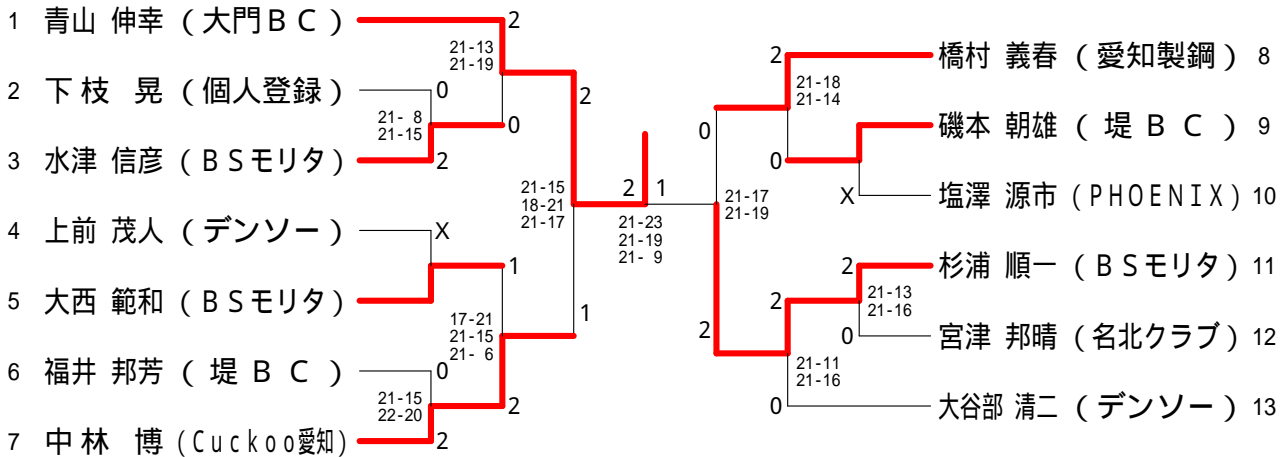 1 青山 伸幸 (大門BC) 2
21-13
21-19
2 下枝 晃 (個人登録) 0
21- 8
21-15
0
3 水津 信彦 (BSモリタ) 2
2
21-15
18-21
21-17
4 上前 茂人 (デンソー) X
1
5 大西 範和 (BSモリタ)
17-21
21-15
21- 6
1
6 福井 邦芳 (堤BC) 0
21-15
22-20
2
7 中林 博 (Cuckoo愛知) 2
2 1
21-23
21-19
21- 9
2 橋村 義春 (愛知製鋼) 8
21-18
21-14
0
0 磯本 朝雄 (堤BC) 9
X 塩澤 源市 (PHOENIX) 10
21-17
21-19
2 杉浦 順一 (BSモリタ) 11
21-13
21-16
2
0 宮津 邦晴 (名北クラブ) 12
2
21-11
21-16
0 大谷部 清二 (デンソー) 13